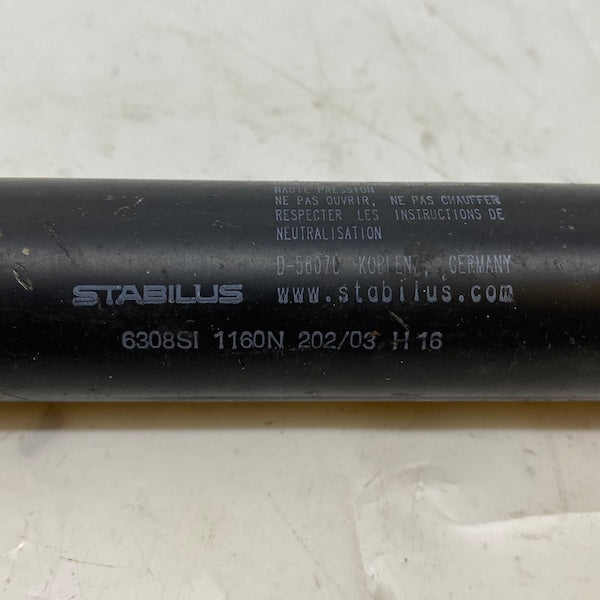 HAUTE PRESSION
NE PAS OUVRIR, NE PAS CHAUFFER
RESPECTER LES INSTRUCTIONS DE
NEUTRALISATION
D-56070 KOBLENZ, GERMANY
STABILUS www.stabilus.com
6308SI 1160N 202/03 H 16